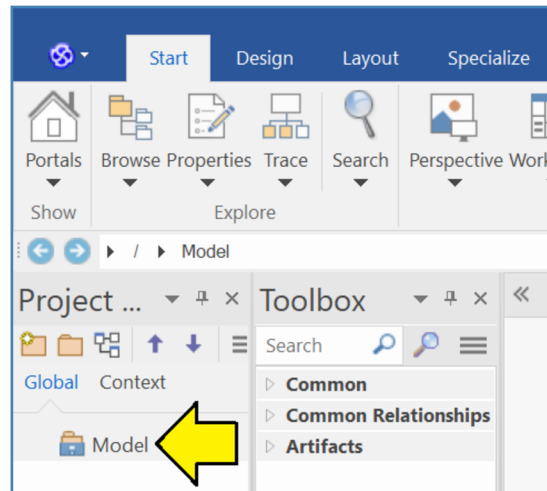 Start Design Layout Specialize
Portals Browse Properties Trace Search Perspective
Show Explore
/ Model
Project ... Toolbox
Search
Global Context Common
Common Relationships
Model Artifacts